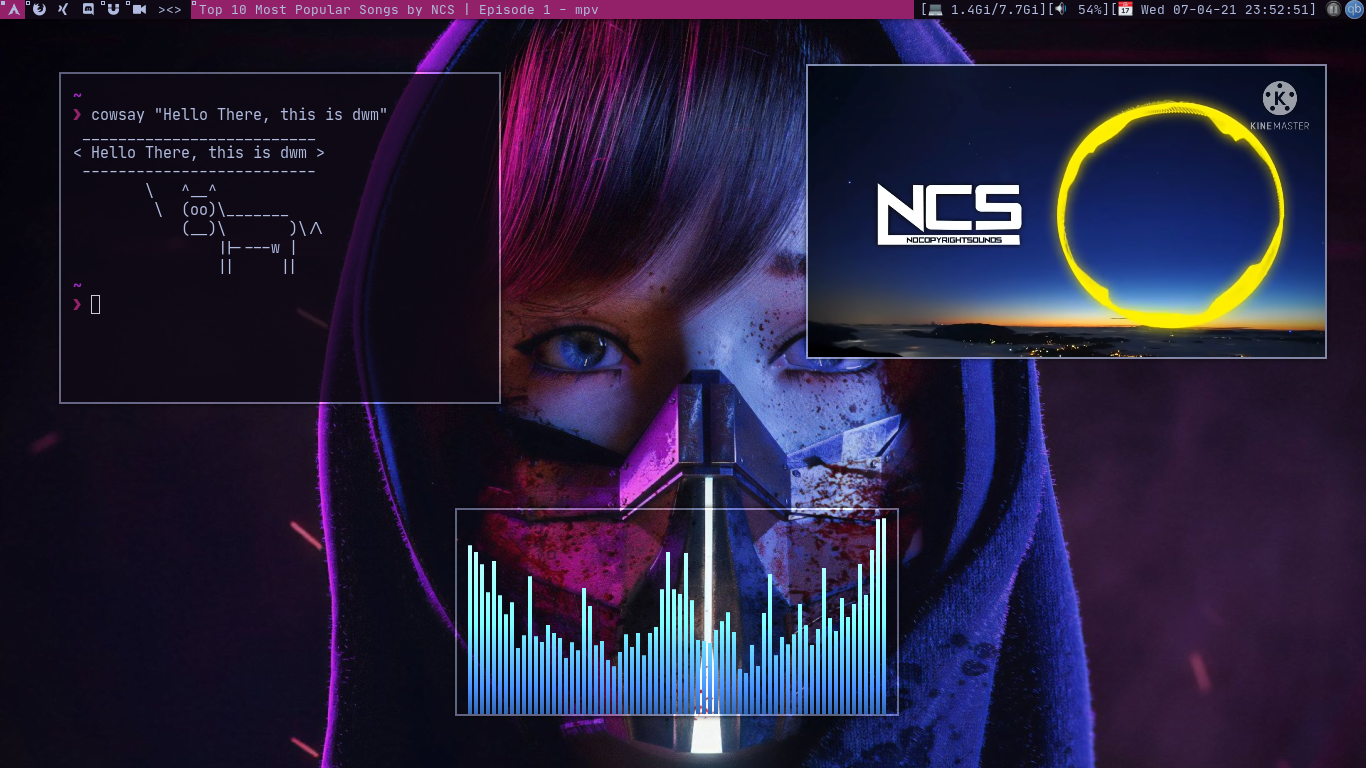 ><> Top 10 Most Popular Songs by NCS | Episode 1 – mpv [💻 1.4Gi/7.7Gi][🔊 54%][📅 Wed 07-04-21 23:52:51]
~
❯ cowsay "Hello There, this is dwm"
 __________________________
< Hello There, this is dwm >
 --------------------------
        \   ^__^
         \  (oo)\_______
            (__)\       )\/\
                ||----w |
                ||     ||
~
❯
K
KINEMASTER
NCS
NOCOPYRIGHTSOUNDS